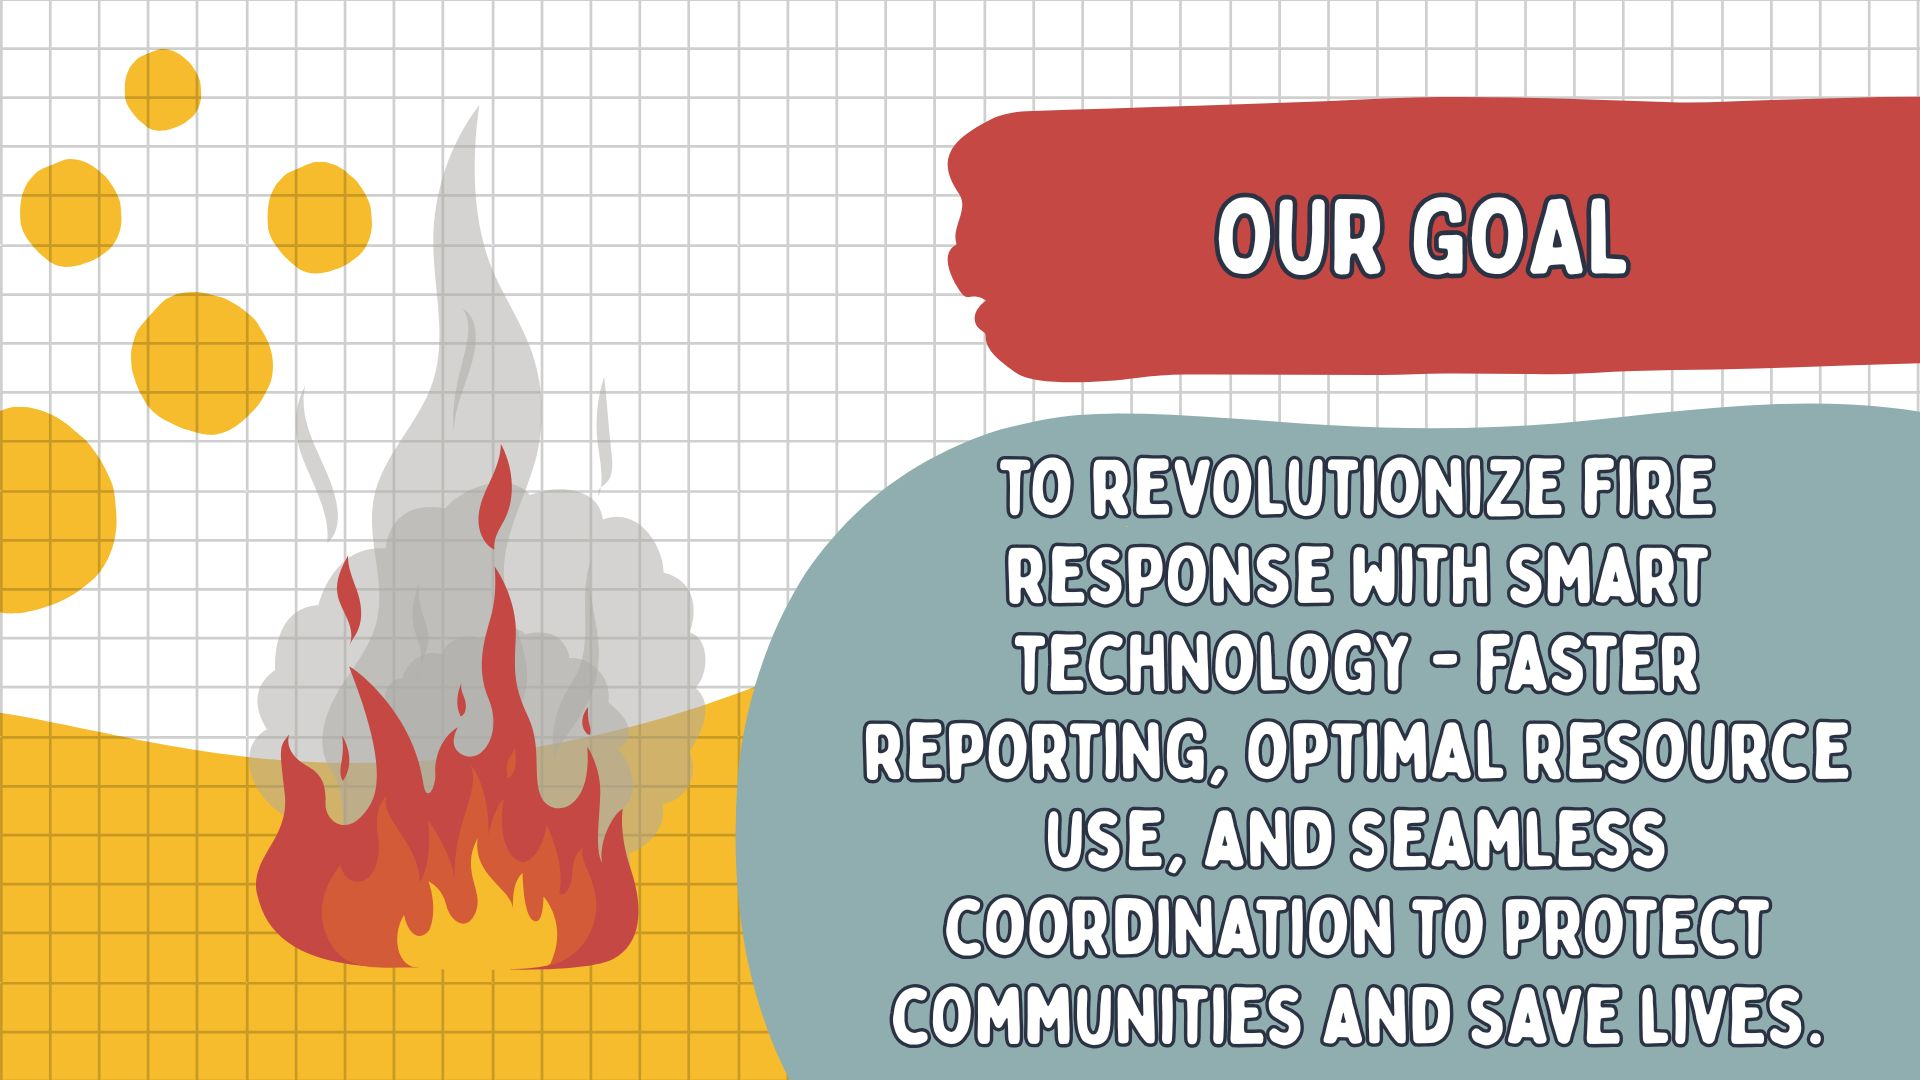 OUR GOAL
TO REVOLUTIONIZE FIRE
RESPONSE WITH SMART
TECHNOLOGY - FASTER
REPORTING, OPTIMAL RESOURCE
USE, AND SEAMLESS
COORDINATION TO PROTECT
COMMUNITIES AND SAVE LIVES.